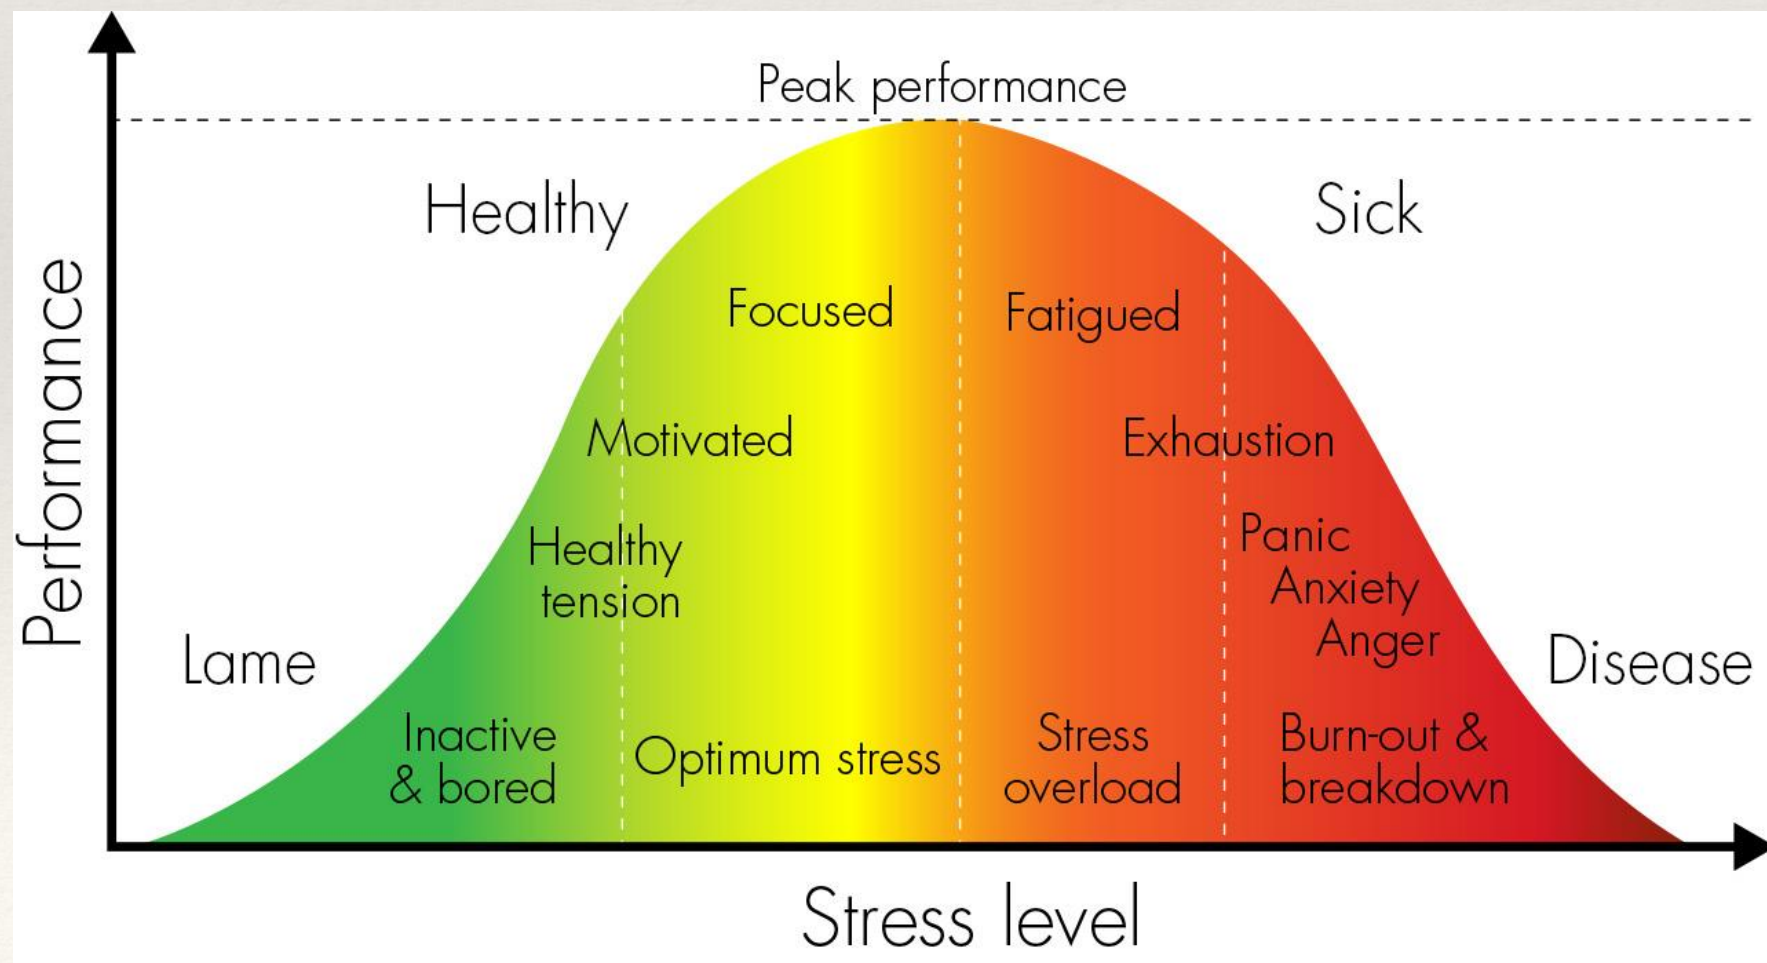 Peak performance
Healthy
Sick
Focused
Fatigued
Motivated
Exhaustion
Healthy
tension
Panic
Anxiety
Anger
Lame
Disease
Inactive
& bored
Optimum stress
Stress
overload
Burn-out &
breakdown
Performance
Stress level